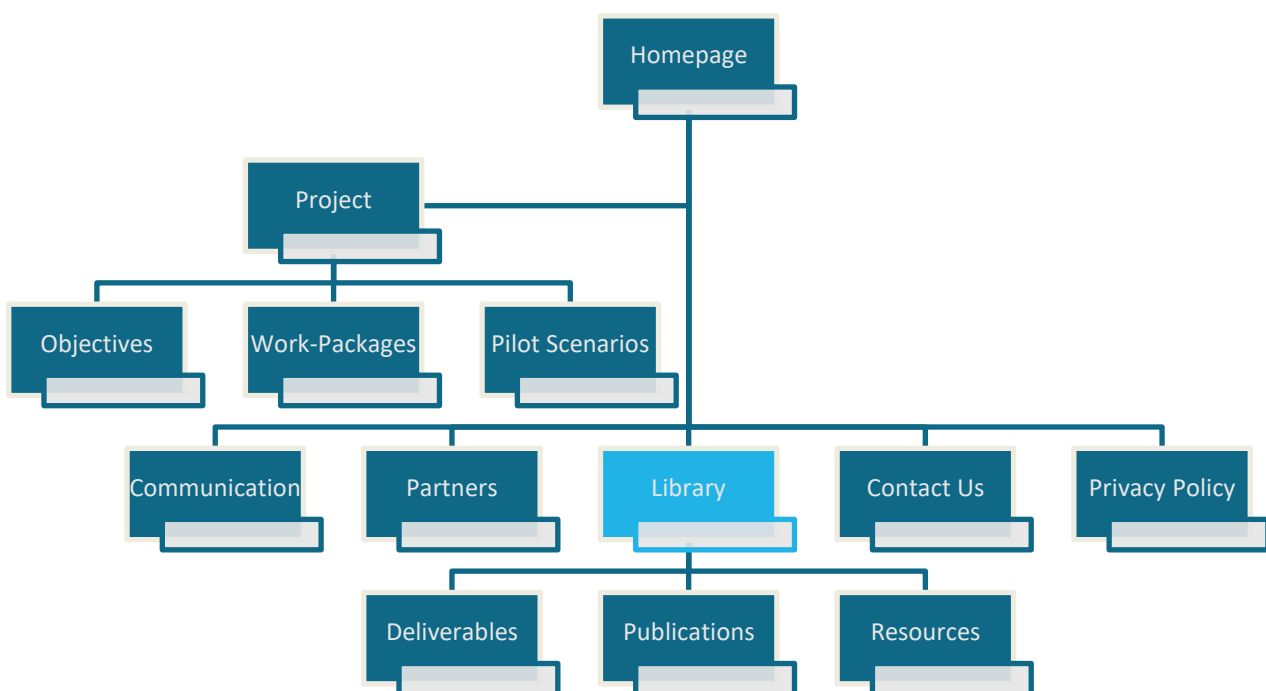 Homepage
Project
Objectives
Work-Packages
Pilot Scenarios
Communication
Partners
Library
Contact Us
Privacy Policy
Deliverables
Publications
Resources